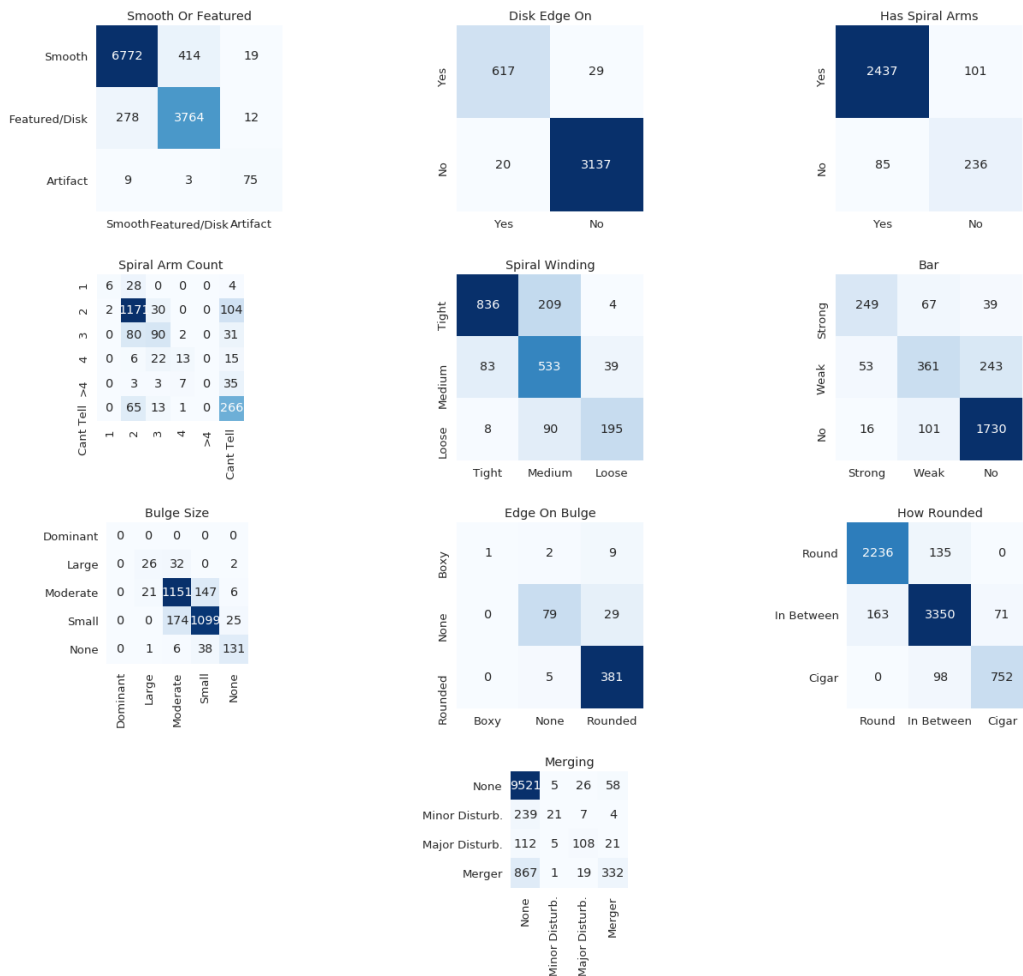 Smooth Or Featured
Smooth 6772 414 19
Featured/Disk 278 3764 12
Artifact 9 3 75
Smooth Featured/Disk Artifact
Disk Edge On
Yes 617 29
No 20 3137
Yes No
Has Spiral Arms
Yes 2437 101
No 85 236
Yes No
Spiral Arm Count
1 6 28 0 0 0 4
2 2 1171 30 0 0 104
3 0 80 90 2 0 31
4 0 6 22 13 0 15
>4 0 3 3 7 0 35
Cant Tell 0 65 13 1 0 266
1 2 3 4 >4 Cant Tell
Spiral Winding
Tight 836 209 4
Medium 83 533 39
Loose 8 90 195
Tight Medium Loose
Bar
Strong 249 67 39
Weak 53 361 243
No 16 101 1730
Strong Weak No
Bulge Size
Dominant 0 0 0 0 0
Large 0 26 32 0 2
Moderate 0 21 1151 147 6
Small 0 0 174 1099 25
None 0 1 6 38 131
Dominant Large Moderate Small None
Edge On Bulge
Boxy 1 2 9
None 0 79 29
Rounded 0 5 381
Boxy None Rounded
How Rounded
Round 2236 135 0
In Between 163 3350 71
Cigar 0 98 752
Round In Between Cigar
Merging
None 9521 5 26 58
Minor Disturb. 239 21 7 4
Major Disturb. 112 5 108 21
Merger 867 1 19 332
None Minor Disturb. Major Disturb. Merger